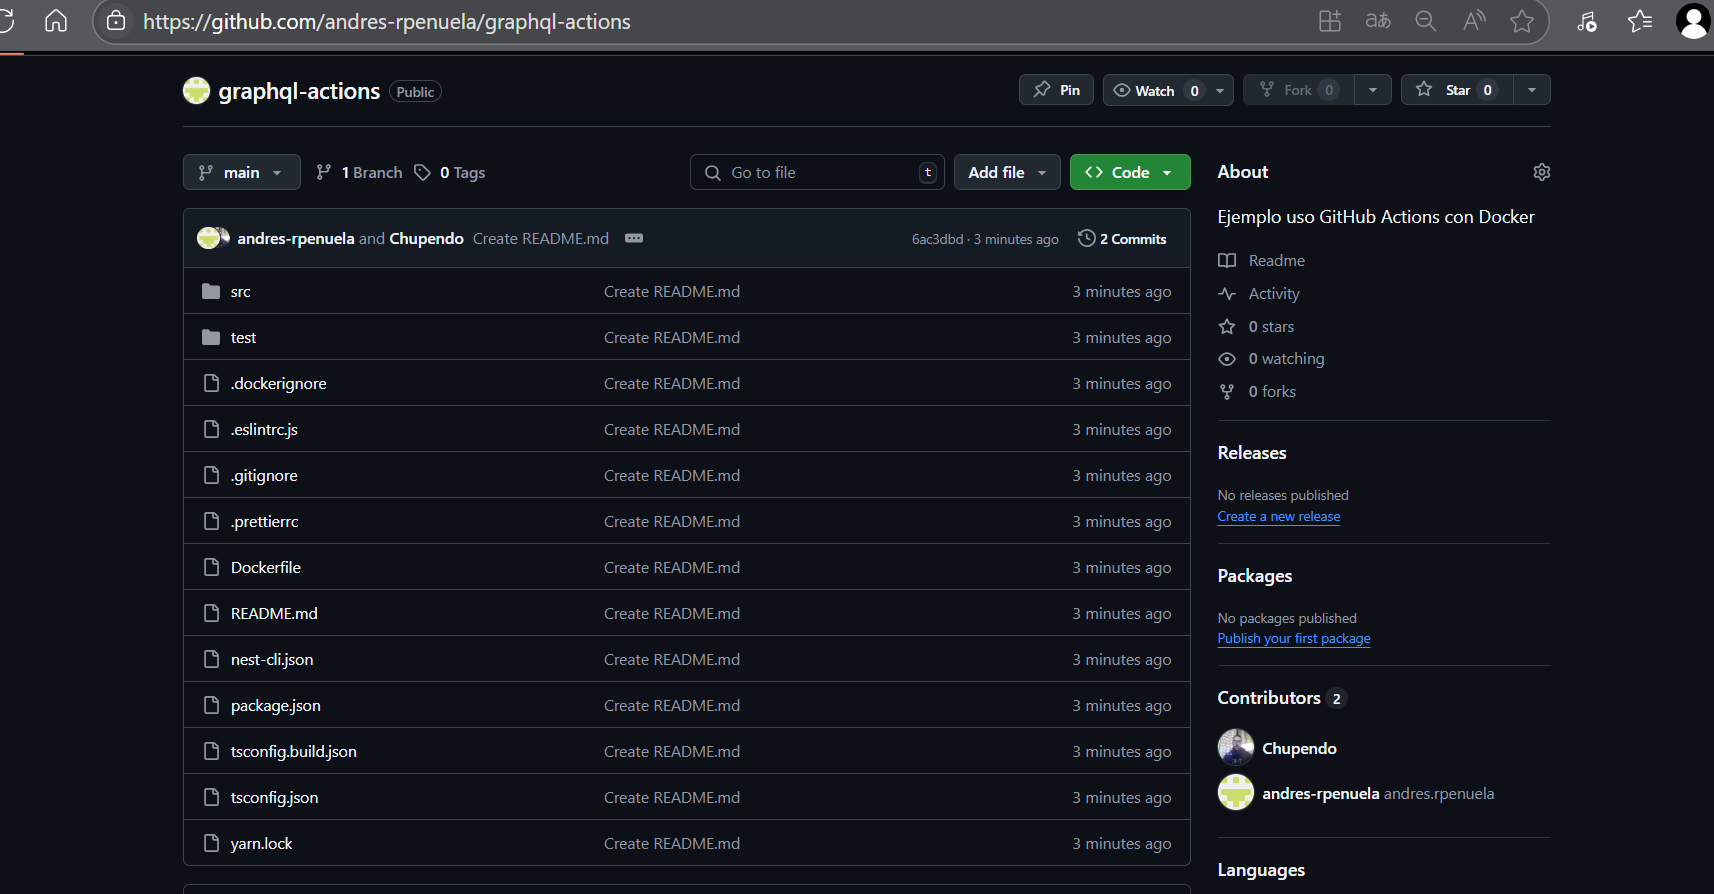 https://github.com/andres-rpenuela/graphql-actions
graphql-actions Public
Pin
Watch 0
Fork 0
Star 0
main
1 Branch
0 Tags
Go to file t
Add file
<> Code
andres-rpenuela and Chupendo Create README.md
6ac3dbd · 3 minutes ago
2 Commits
src Create README.md 3 minutes ago
test Create README.md 3 minutes ago
.dockerignore Create README.md 3 minutes ago
.eslintrc.js Create README.md 3 minutes ago
.gitignore Create README.md 3 minutes ago
.prettierrc Create README.md 3 minutes ago
Dockerfile Create README.md 3 minutes ago
README.md Create README.md 3 minutes ago
nest-cli.json Create README.md 3 minutes ago
package.json Create README.md 3 minutes ago
tsconfig.build.json Create README.md 3 minutes ago
tsconfig.json Create README.md 3 minutes ago
yarn.lock Create README.md 3 minutes ago
About
Ejemplo uso GitHub Actions con Docker
Readme
Activity
0 stars
0 watching
0 forks
Releases
No releases published
Create a new release
Packages
No packages published
Publish your first package
Contributors 2
Chupendo
andres-rpenuela andres.rpenuela
Languages